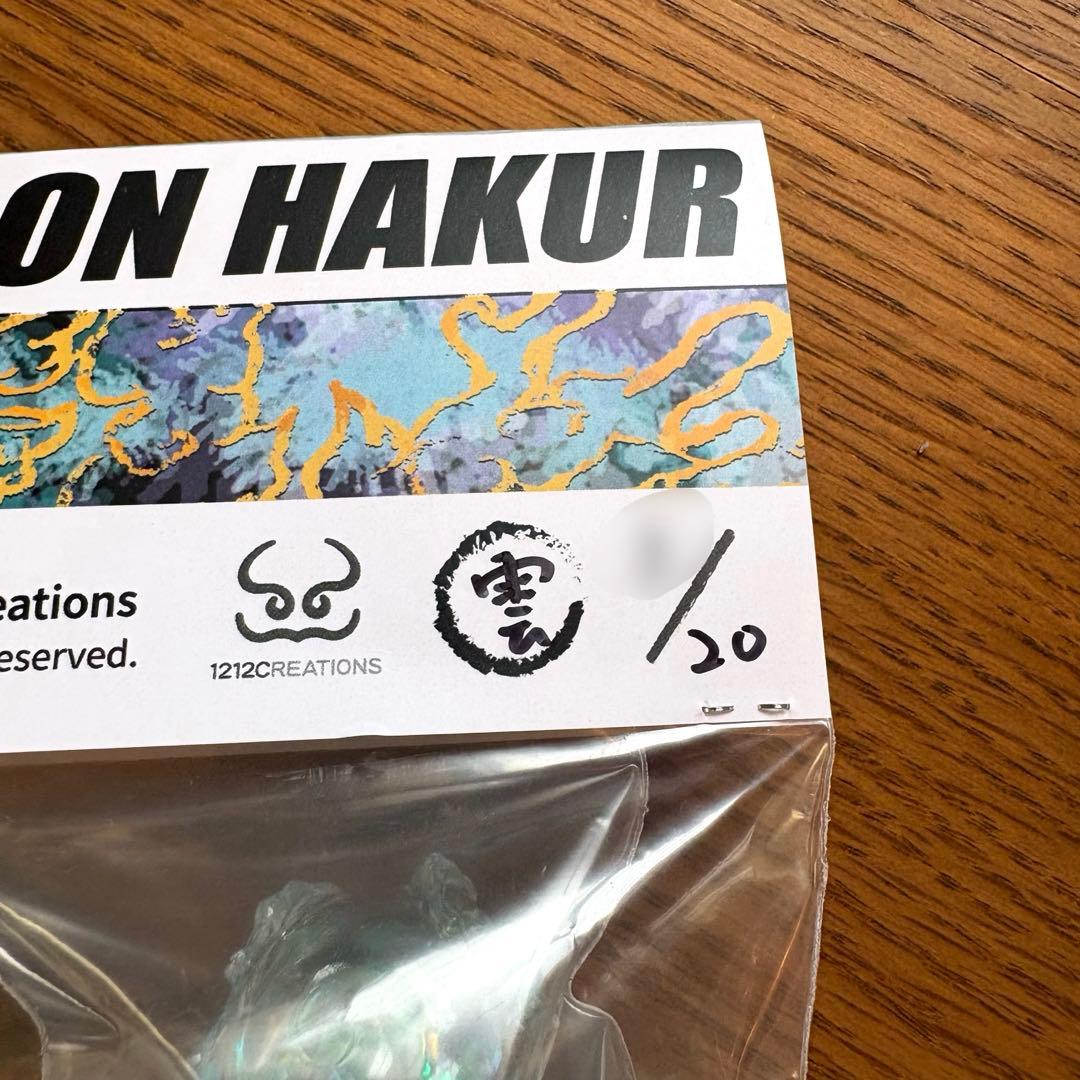 ON HAKUR
eations
eserved.
1212CREATIONS
雲
/20